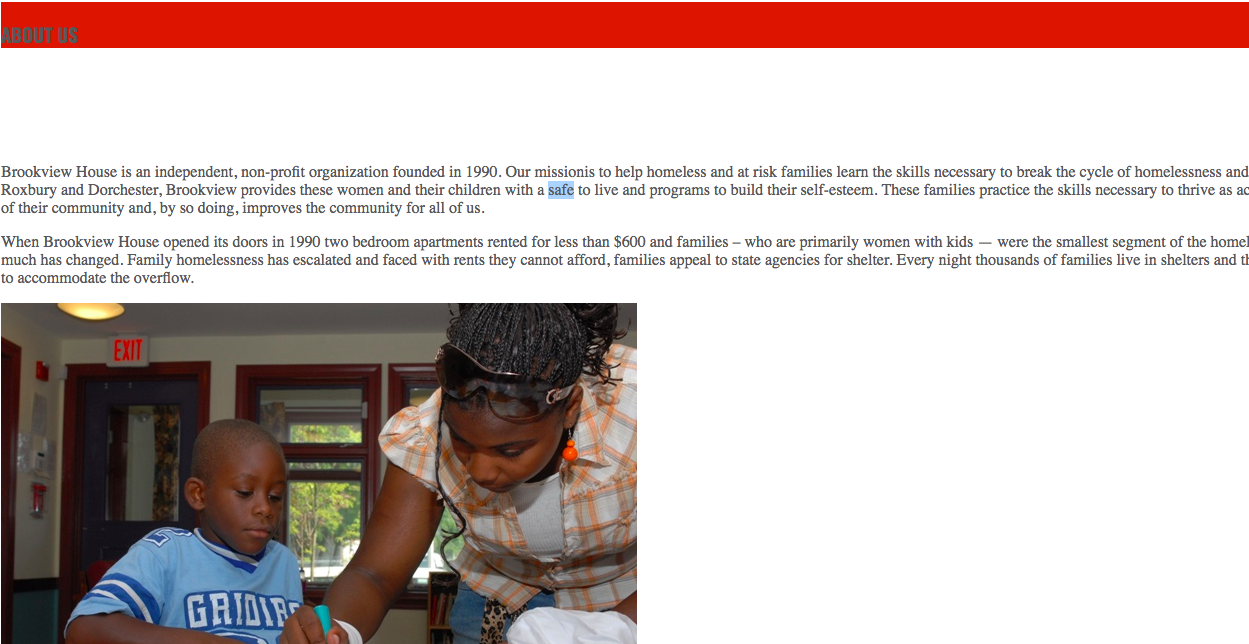 ABOUT US
Brookview House is an independent, non-profit organization founded in 1990. Our missionis to help homeless and at risk families learn the skills necessary to break the cycle of homelessness and
Roxbury and Dorchester, Brookview provides these women and their children with a safe to live and programs to build their self-esteem. These families practice the skills necessary to thrive as ac
of their community and, by so doing, improves the community for all of us.
When Brookview House opened its doors in 1990 two bedroom apartments rented for less than $600 and families – who are primarily women with kids — were the smallest segment of the homel
much has changed. Family homelessness has escalated and faced with rents they cannot afford, families appeal to state agencies for shelter. Every night thousands of families live in shelters and th
to accommodate the overflow.
EXIT